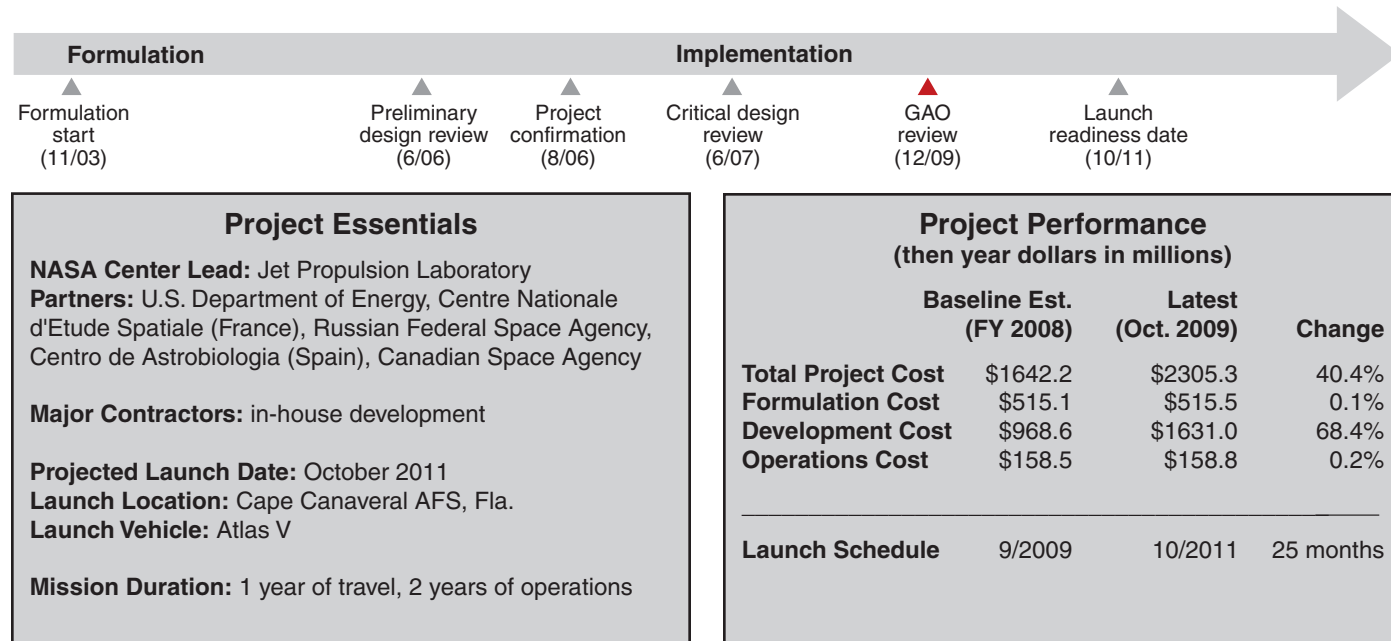 Formulation
Implementation
Formulation
start
(11/03)
Preliminary
design review
(6/06)
Project
confirmation
(8/06)
Critical design
review
(6/07)
GAO
review
(12/09)
Launch
readiness date
(10/11)
Project Essentials
NASA Center Lead: Jet Propulsion Laboratory
Partners: U.S. Department of Energy, Centre Nationale
d'Etude Spatiale (France), Russian Federal Space Agency,
Centro de Astrobiologia (Spain), Canadian Space Agency
Major Contractors: in-house development
Projected Launch Date: October 2011
Launch Location: Cape Canaveral AFS, Fla.
Launch Vehicle: Atlas V
Mission Duration: 1 year of travel, 2 years of operations
Project Performance
(then year dollars in millions)
Baseline Est. Latest
(FY 2008) (Oct. 2009) Change
Total Project Cost $1642.2 $2305.3 40.4%
Formulation Cost $515.1 $515.5 0.1%
Development Cost $968.6 $1631.0 68.4%
Operations Cost $158.5 $158.8 0.2%
Launch Schedule 9/2009 10/2011 25 months